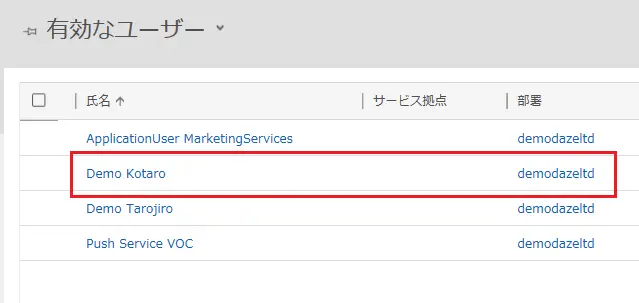 有効なユーザー
氏名 サービス拠点 部署
ApplicationUser MarketingServices demodazeltd
Demo Kotaro demodazeltd
Demo Tarojiro demodazeltd
Push Service VOC demodazeltd